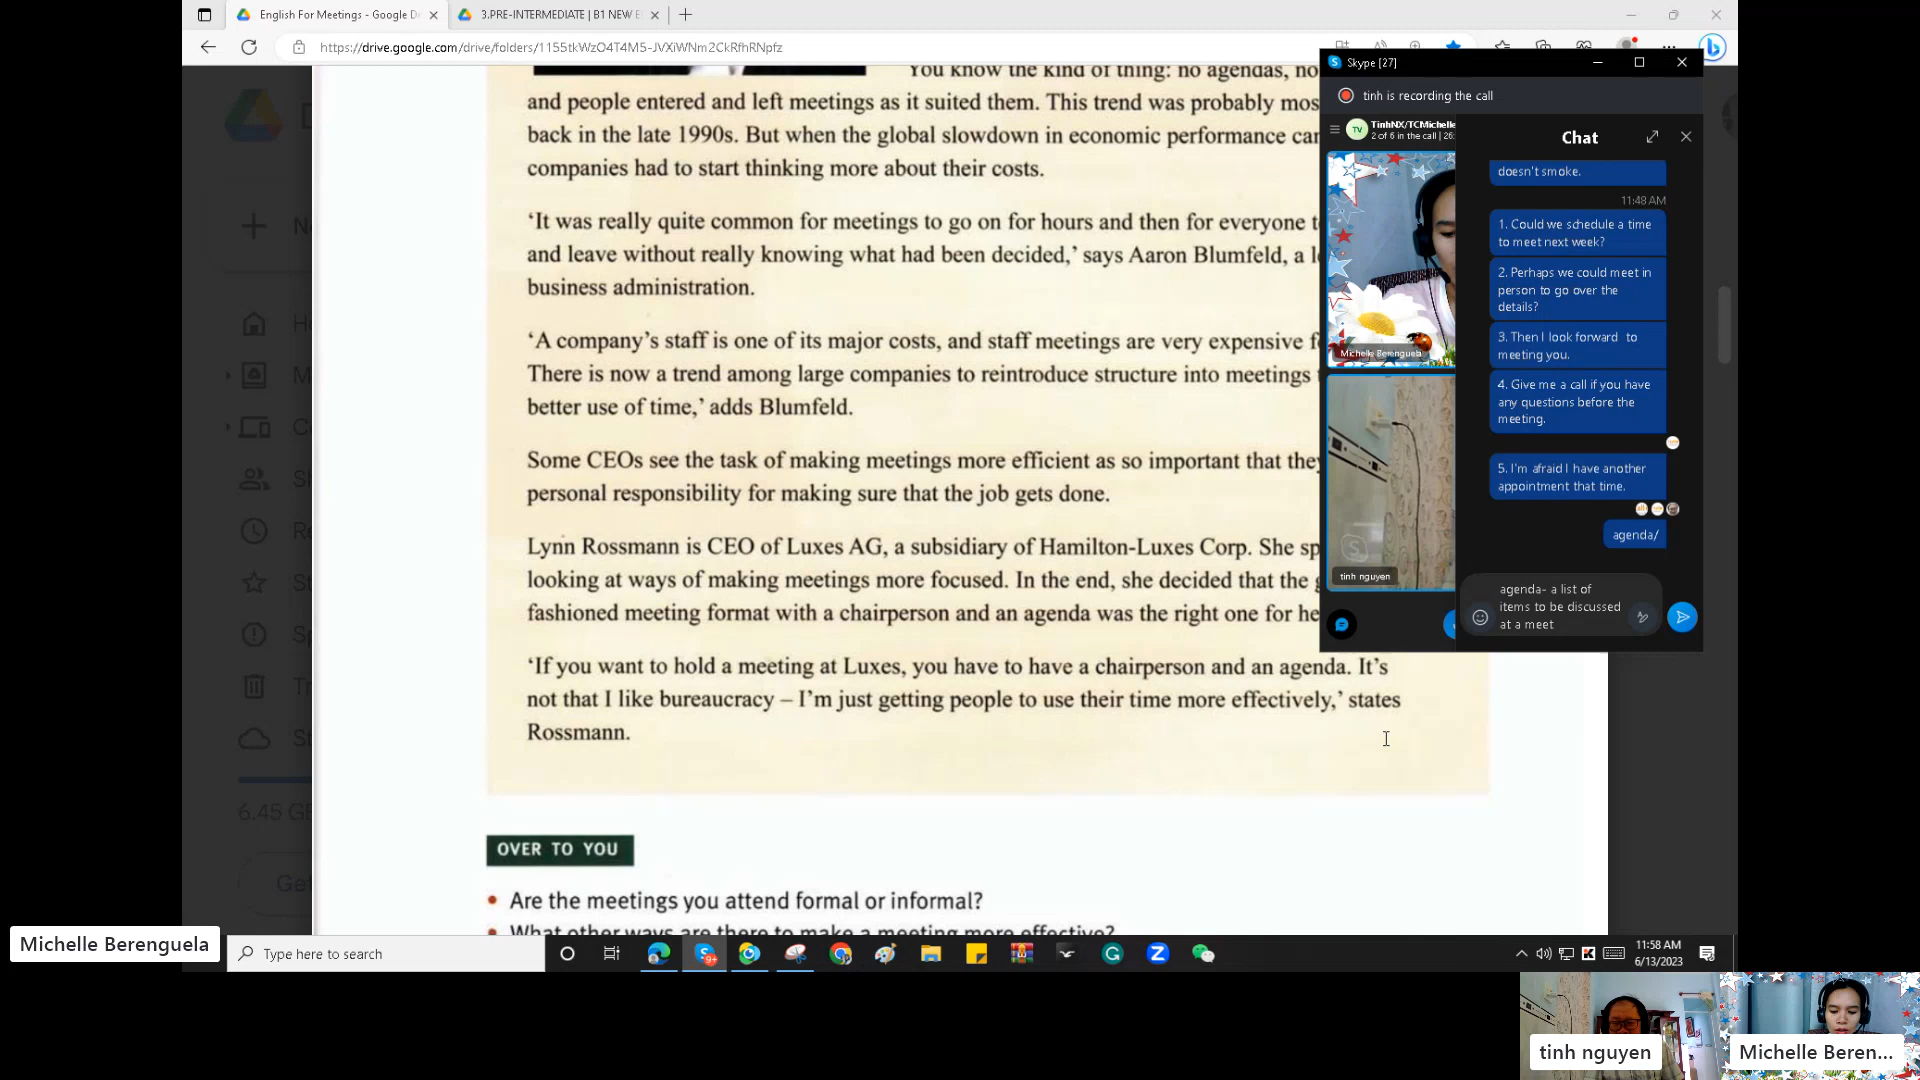 English For Meetings - Google D
3.PRE-INTERMEDIATE | B1 NEW E
https://drive.google.com/drive/folders/1155tkWzO4T4M5-JVXiWNm2CkRfhRNpfz
You know the kind of thing: no agendas, no
and people entered and left meetings as it suited them. This trend was probably mos
back in the late 1990s. But when the global slowdown in economic performance car
companies had to start thinking more about their costs.
‘It was really quite common for meetings to go on for hours and then for everyone t
and leave without really knowing what had been decided,’ says Aaron Blumfeld, a l
business administration.
‘A company’s staff is one of its major costs, and staff meetings are very expensive f
There is now a trend among large companies to reintroduce structure into meetings
better use of time,’ adds Blumfeld.
Some CEOs see the task of making meetings more efficient as so important that they
personal responsibility for making sure that the job gets done.
Lynn Rossmann is CEO of Luxes AG, a subsidiary of Hamilton-Luxes Corp. She sp
looking at ways of making meetings more focused. In the end, she decided that the g
fashioned meeting format with a chairperson and an agenda was the right one for he
‘If you want to hold a meeting at Luxes, you have to have a chairperson and an agenda. It’s
not that I like bureaucracy – I’m just getting people to use their time more effectively,’ states
Rossmann.
OVER TO YOU
• Are the meetings you attend formal or informal?
• What other ways are there to make a meeting more effective?
6.45 G
Skype [27]
tinh is recording the call
TV
TinhNX/TCMichelle
2 of 6 in the call | 26:
Michelle Berenguela
tinh nguyen
Chat
doesn't smoke.
11:48 AM
1. Could we schedule a time
to meet next week?
2. Perhaps we could meet in
person to go over the
details?
3. Then I look forward to
meeting you.
4. Give me a call if you have
any questions before the
meeting.
5. I'm afraid I have another
appointment that time.
agenda/
agenda- a list of
items to be discussed
at a meet
Michelle Berenguela
Type here to search
11:58 AM
6/13/2023
tinh nguyen
Michelle Beren...